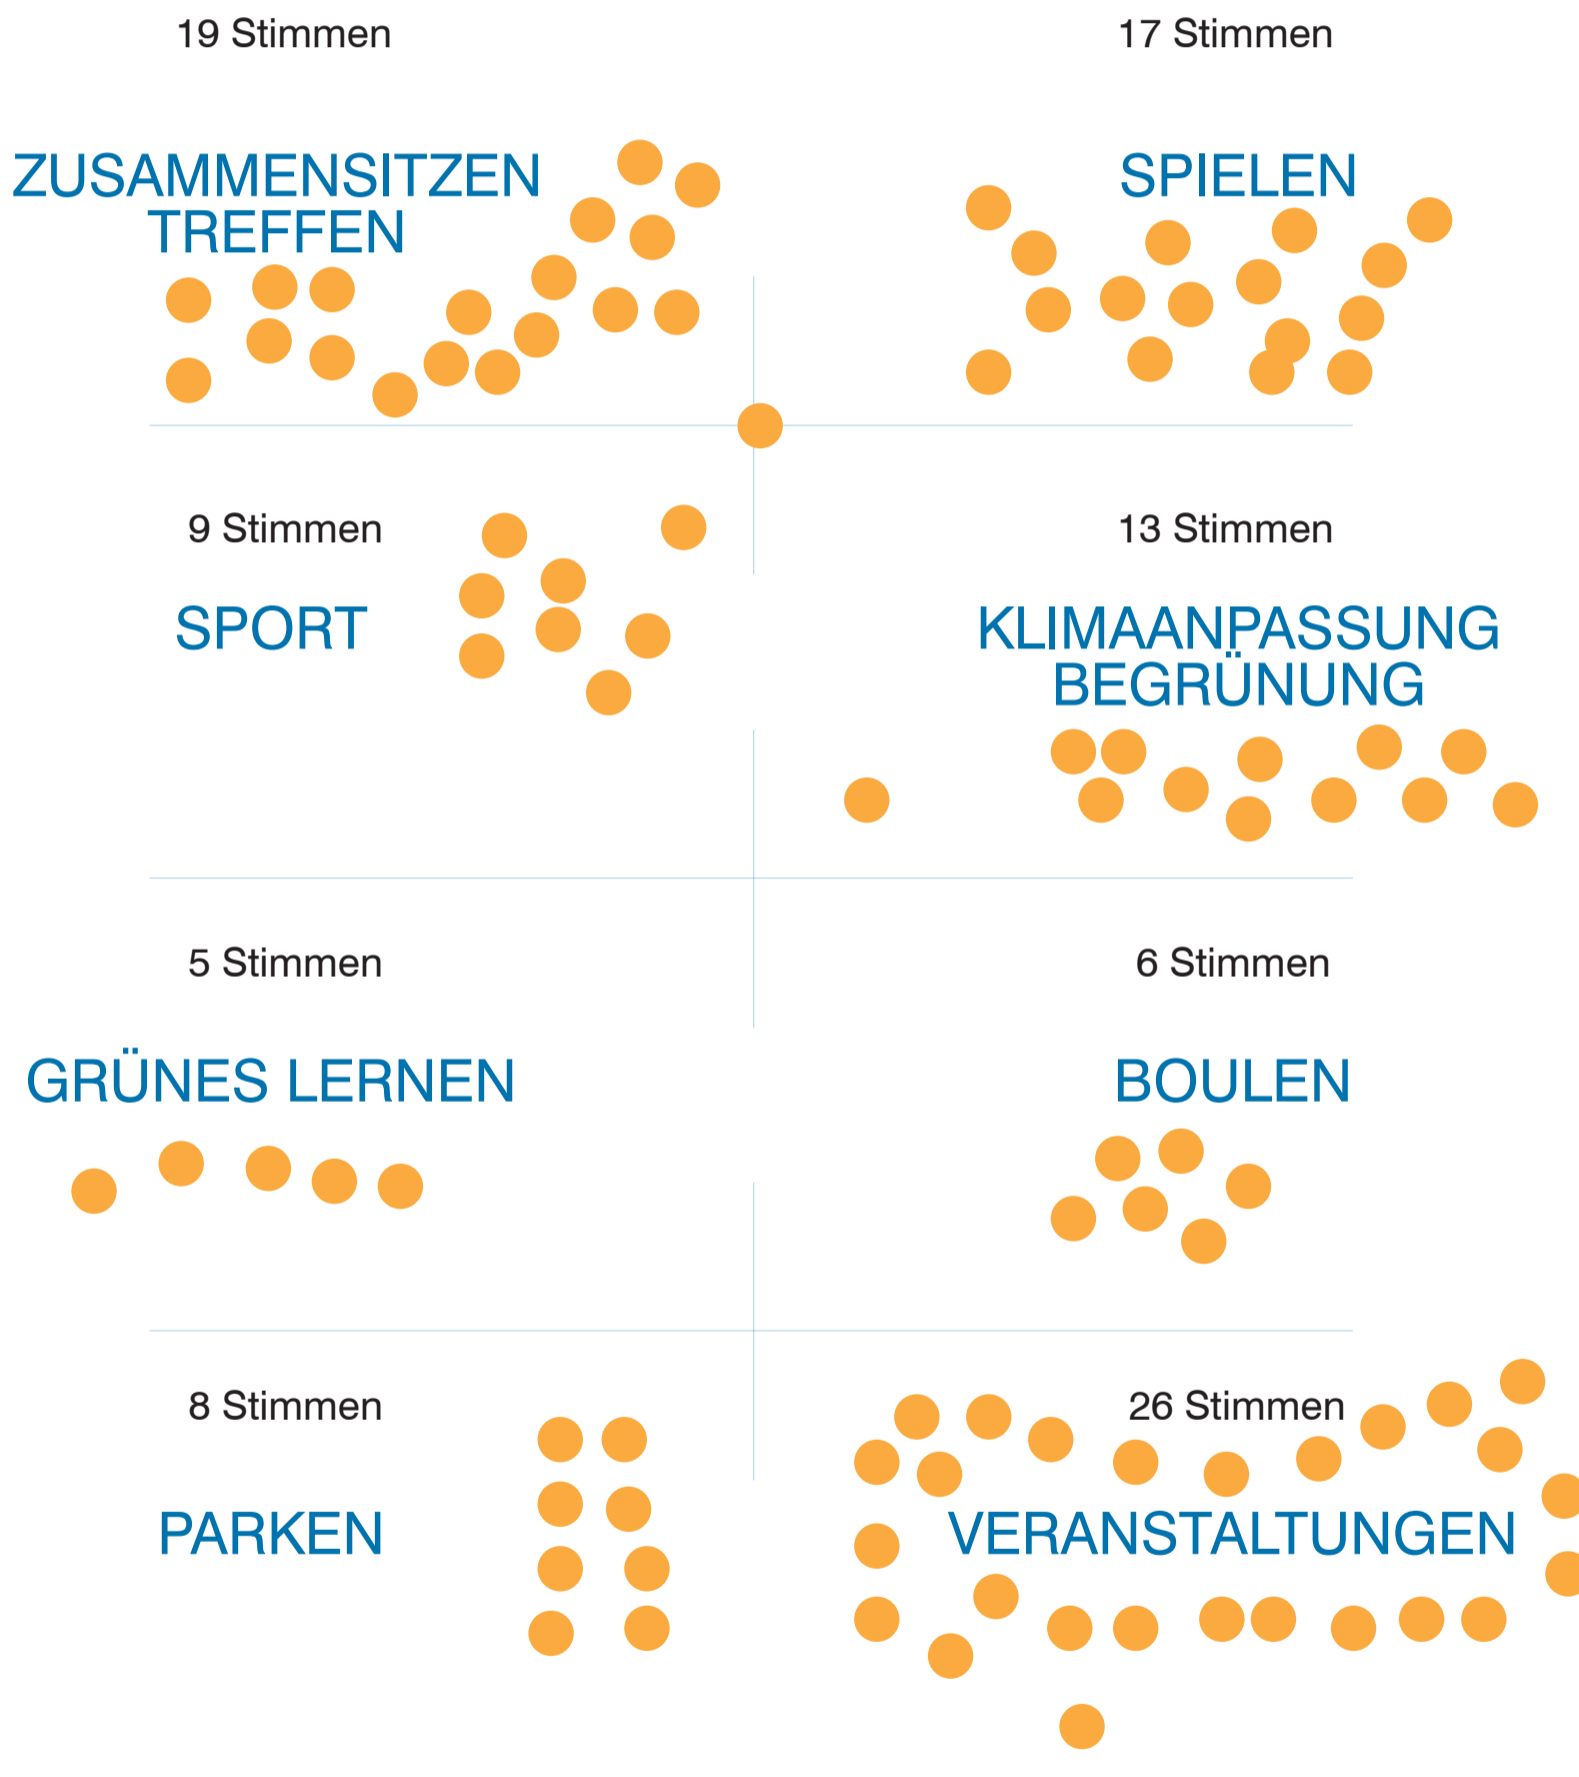 19 Stimmen
17 Stimmen
ZUSAMMENSITZEN
TREFFEN
SPIELEN
9 Stimmen
13 Stimmen
SPORT
KLIMAANPASSUNG
BEGRÜNUNG
5 Stimmen
6 Stimmen
GRÜNES LERNEN
BOULEN
8 Stimmen
26 Stimmen
PARKEN
VERANSTALTUNGEN